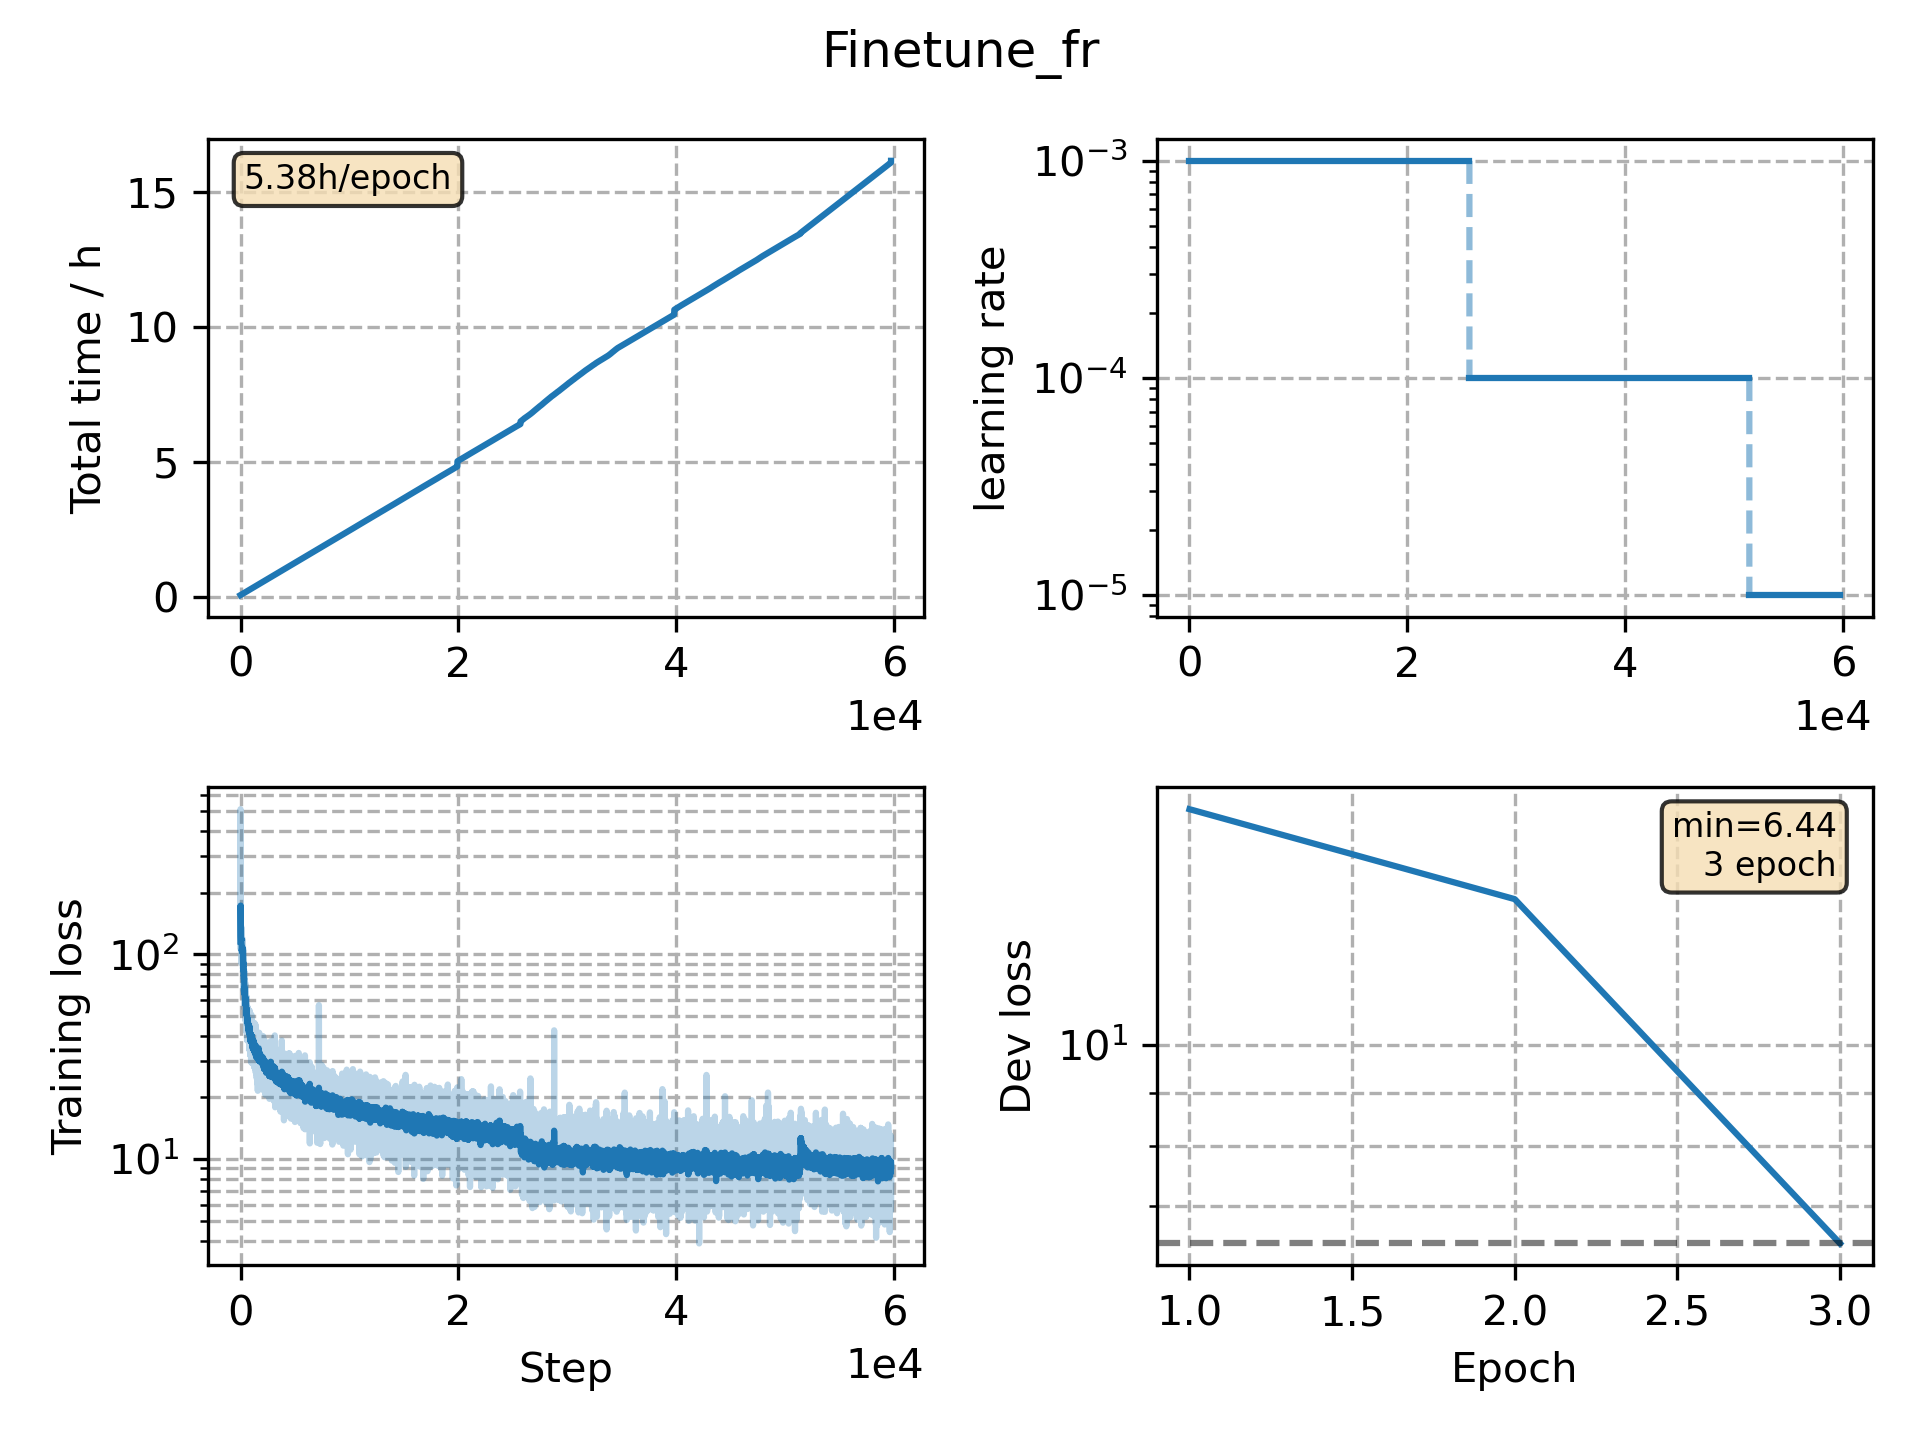 Finetune_fr
5.38h/epoch
Total time / h
15
10
5
0
0 2 4 6
1e4
learning rate
10⁻³
10⁻⁴
10⁻⁵
0 2 4 6
1e4
Training loss
10²
10¹
0 2 4 6
1e4
Step
min=6.44
3 epoch
Dev loss
10¹
1.0 1.5 2.0 2.5 3.0
Epoch